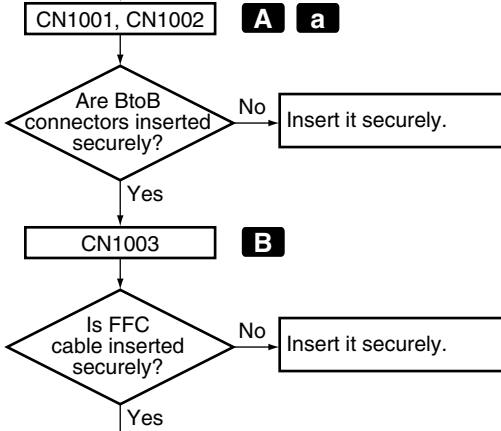 CN1001, CN1002
A a
Are BtoB
connectors inserted
securely?
No
Insert it securely.
Yes
CN1003
B
Is FFC
cable inserted
securely?
No
Insert it securely.
Yes